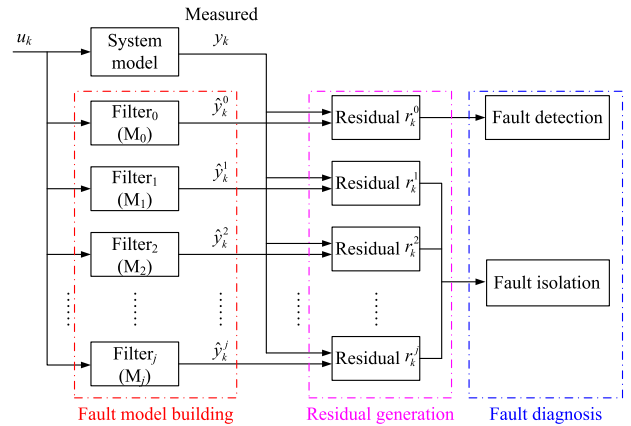 Measured
u_k
System
model
y_k
Filter_0
(M_0)
ŷ_k^0
Residual r_k^0
Fault detection
Filter_1
(M_1)
ŷ_k^1
Residual r_k^1
Filter_2
(M_2)
ŷ_k^2
Residual r_k^2
Fault isolation
Filter_j
(M_j)
ŷ_k^j
Residual r_k^j
Fault model building
Residual generation
Fault diagnosis